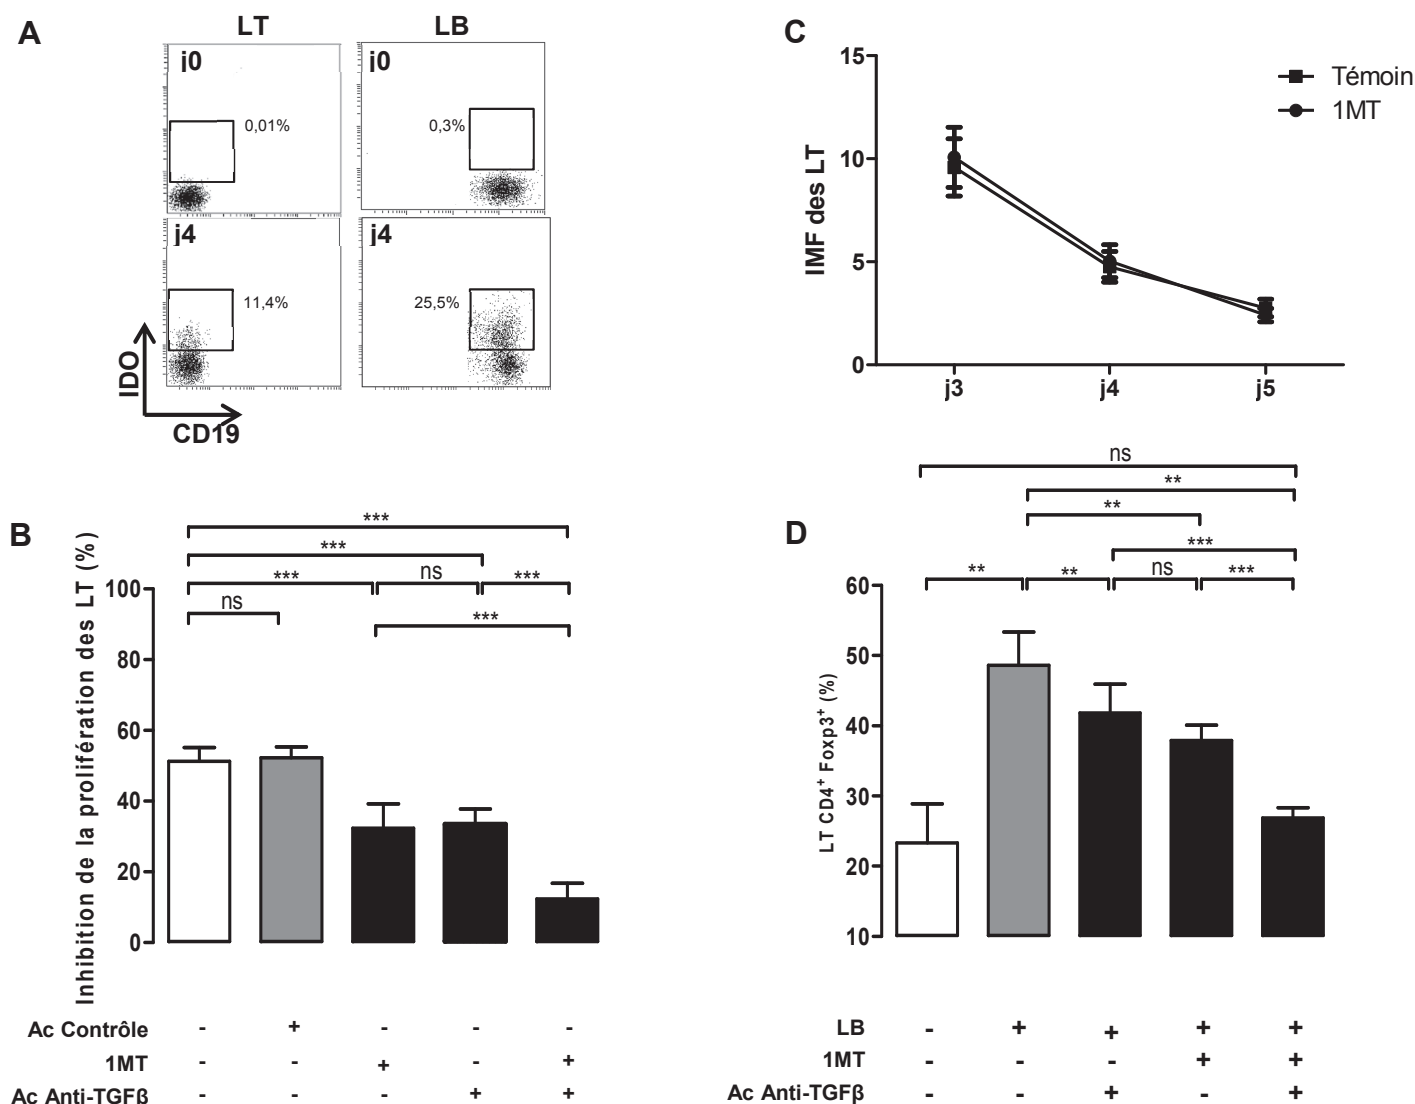 A
LT
LB
j0
0,01%
j0
0,3%
j4
11,4%
j4
25,5%
IDO
CD19
C
15
10
5
0
IMF des LT
j3
j4
j5
Témoin
1MT
B
***
***
***
ns
***
ns
***
Inhibition de la prolifération des LT (%)
100
80
60
40
20
0
Ac Contrôle - + - - -
1MT - - + - +
Ac Anti-TGFβ - - - + +
D
ns
**
**
***
**
**
ns
***
LT CD4⁺ Foxp3⁺ (%)
60
50
40
30
20
10
LB - + + + +
1MT - - - + +
Ac Anti-TGFβ - - + - +